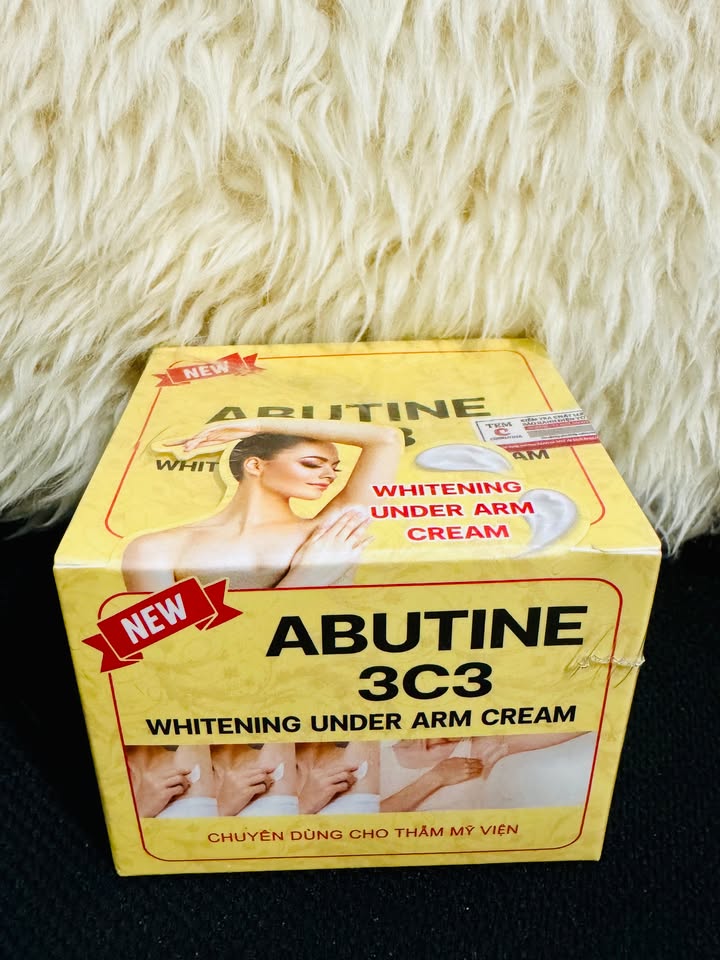 NEW
ABUTINE
TEM
C
WHITENING
UNDER ARM
CREAM
NEW
ABUTINE
3C3
WHITENING UNDER ARM CREAM
CHUYÊN DÙNG CHO THẨM MỸ VIỆN